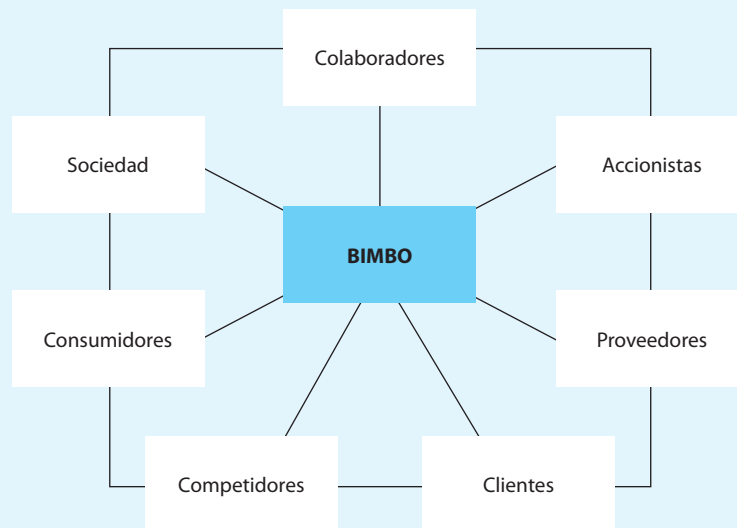 Colaboradores
Sociedad
Accionistas
BIMBO
Consumidores
Proveedores
Competidores
Clientes